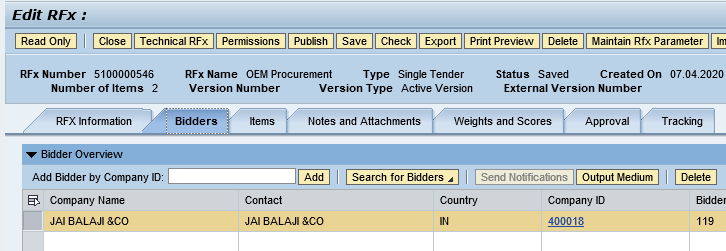 Edit RFx :
Read Only Close Technical RFx Permissions Publish Save Check Export Print Preview Delete Maintain Rfx Parameter
RFx Number 5100000546 RFx Name OEM Procurement Type Single Tender Status Saved Created On 07.04.2020
Number of Items 2 Version Number Version Type Active Version External Version Number
RFX Information Bidders Items Notes and Attachments Weights and Scores Approval Tracking
Bidder Overview
Add Bidder by Company ID: Add Search for Bidders Send Notifications Output Medium Delete
Company Name Contact Country Company ID Bidder
JAI BALAJI &CO JAI BALAJI &CO IN 400018 119